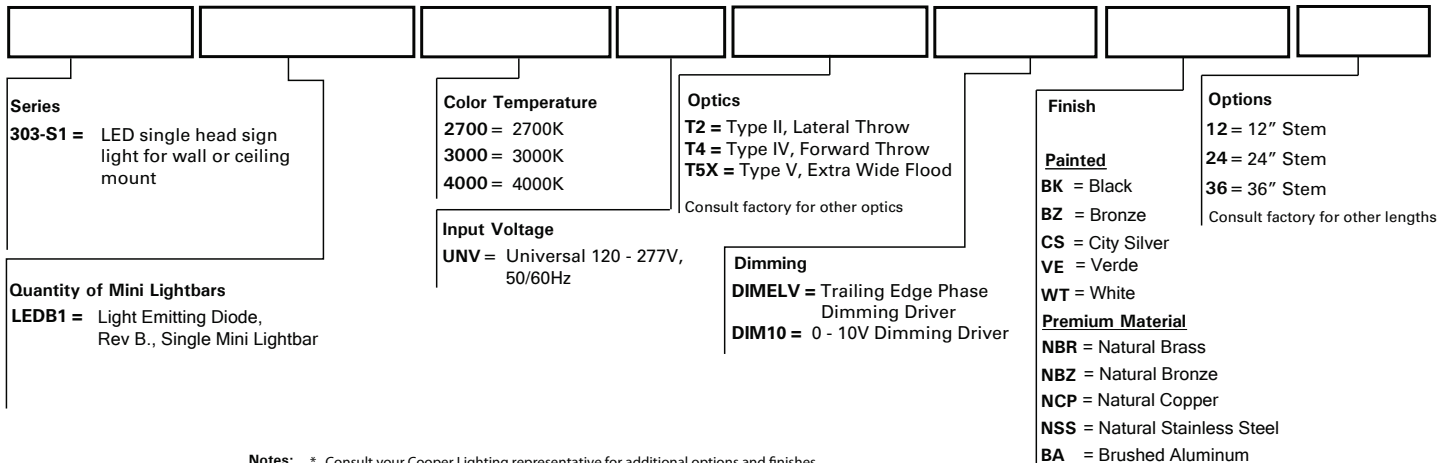 Series
303-S1 = LED single head sign
light for wall or ceiling
mount
Quantity of Mini Lightbars
LEDB1 = Light Emitting Diode,
Rev B., Single Mini Lightbar
Color Temperature
2700 = 2700K
3000 = 3000K
4000 = 4000K
Input Voltage
UNV = Universal 120 - 277V,
50/60Hz
Optics
T2 = Type II, Lateral Throw
T4 = Type IV, Forward Throw
T5X = Type V, Extra Wide Flood
Consult factory for other optics
Dimming
DIMELV = Trailing Edge Phase
Dimming Driver
DIM10 = 0 - 10V Dimming Driver
Finish
Painted
BK = Black
BZ = Bronze
CS = City Silver
VE = Verde
WT = White
Premium Material
NBR = Natural Brass
NBZ = Natural Bronze
NCP = Natural Copper
NSS = Natural Stainless Steel
BA = Brushed Aluminum
Options
12 = 12" Stem
24 = 24" Stem
36 = 36" Stem
Consult factory for other lengths
Notes: * Consult your Cooper Lighting representative for additional options and finishes